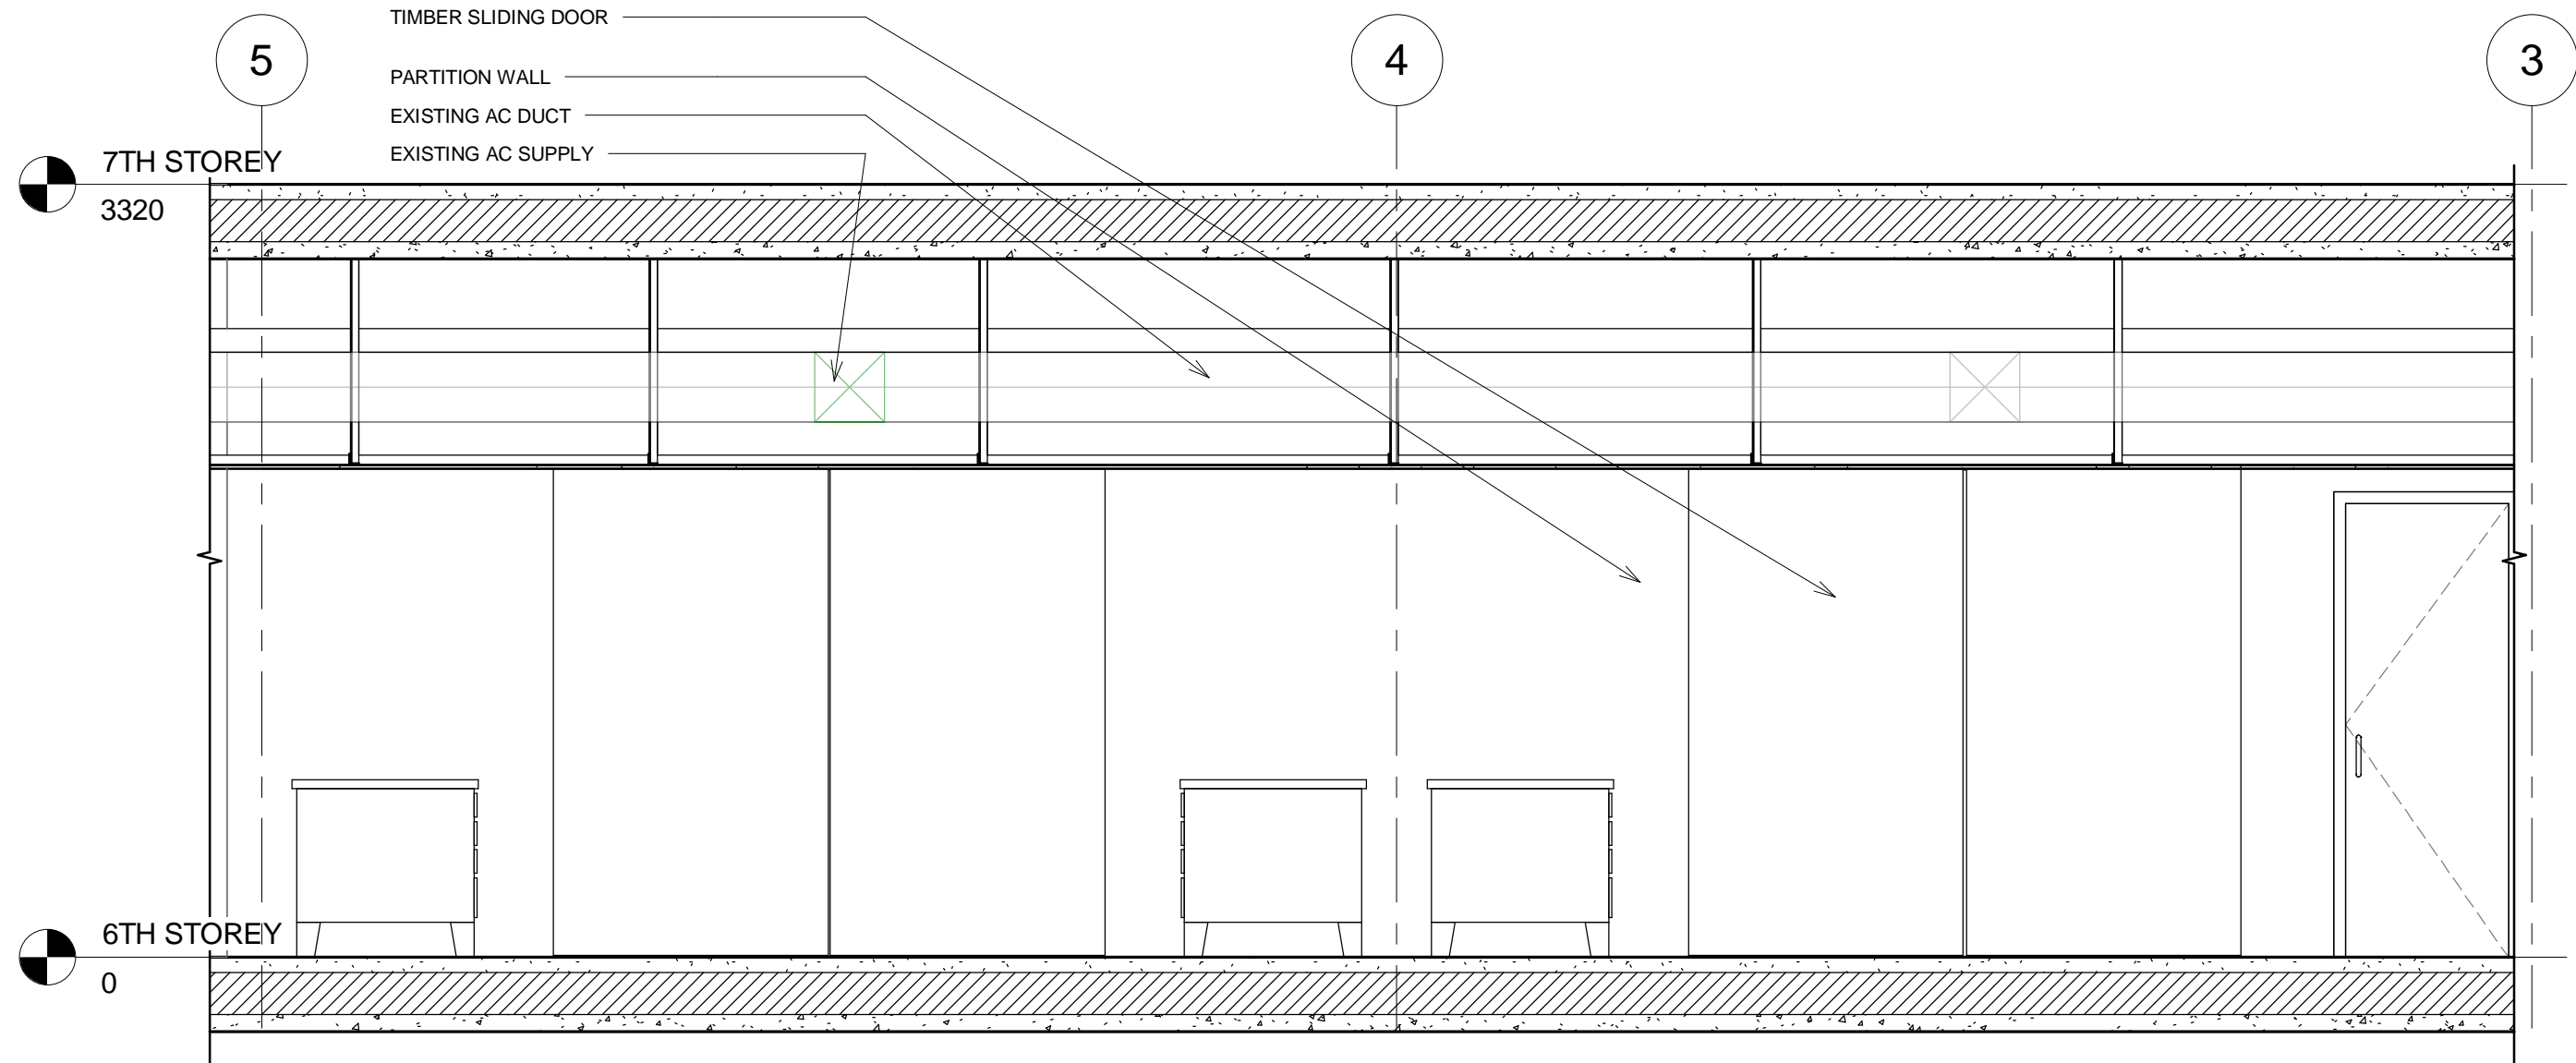 TIMBER SLIDING DOOR
5
4
3
PARTITION WALL
EXISTING AC DUCT
EXISTING AC SUPPLY
7TH STOREY
3320
6TH STOREY
0